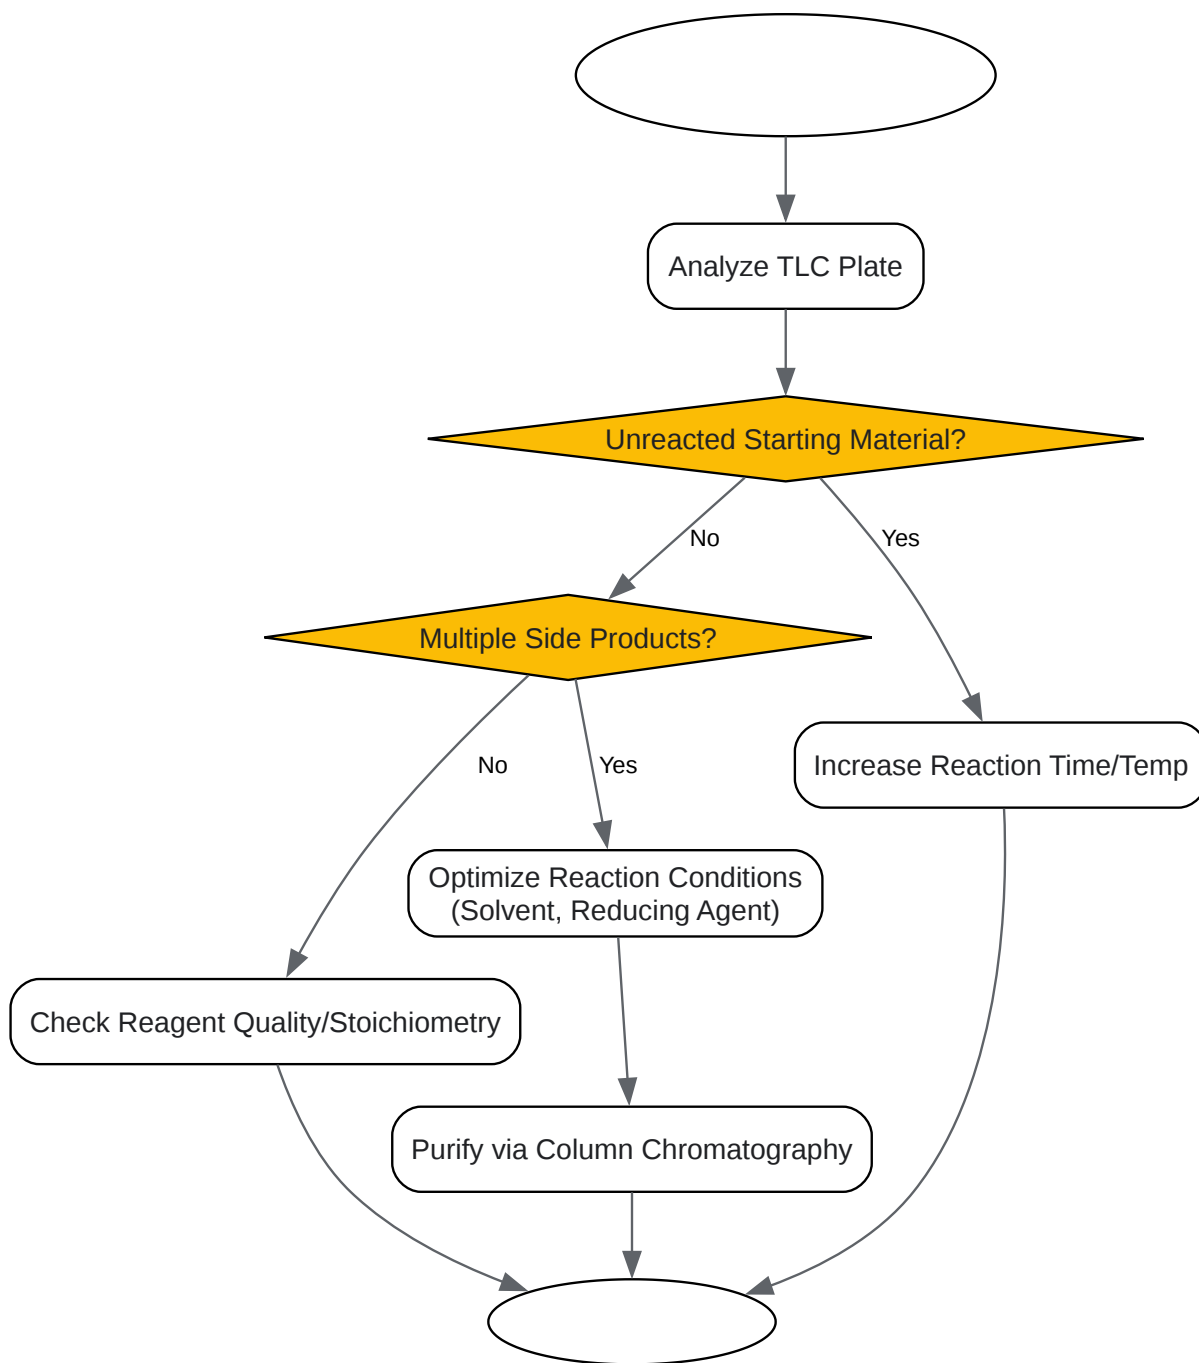 Analyze TLC Plate
Unreacted Starting Material?
No
Yes
Multiple Side Products?
No
Yes
Increase Reaction Time/Temp
Optimize Reaction Conditions
(Solvent, Reducing Agent)
Check Reagent Quality/Stoichiometry
Purify via Column Chromatography